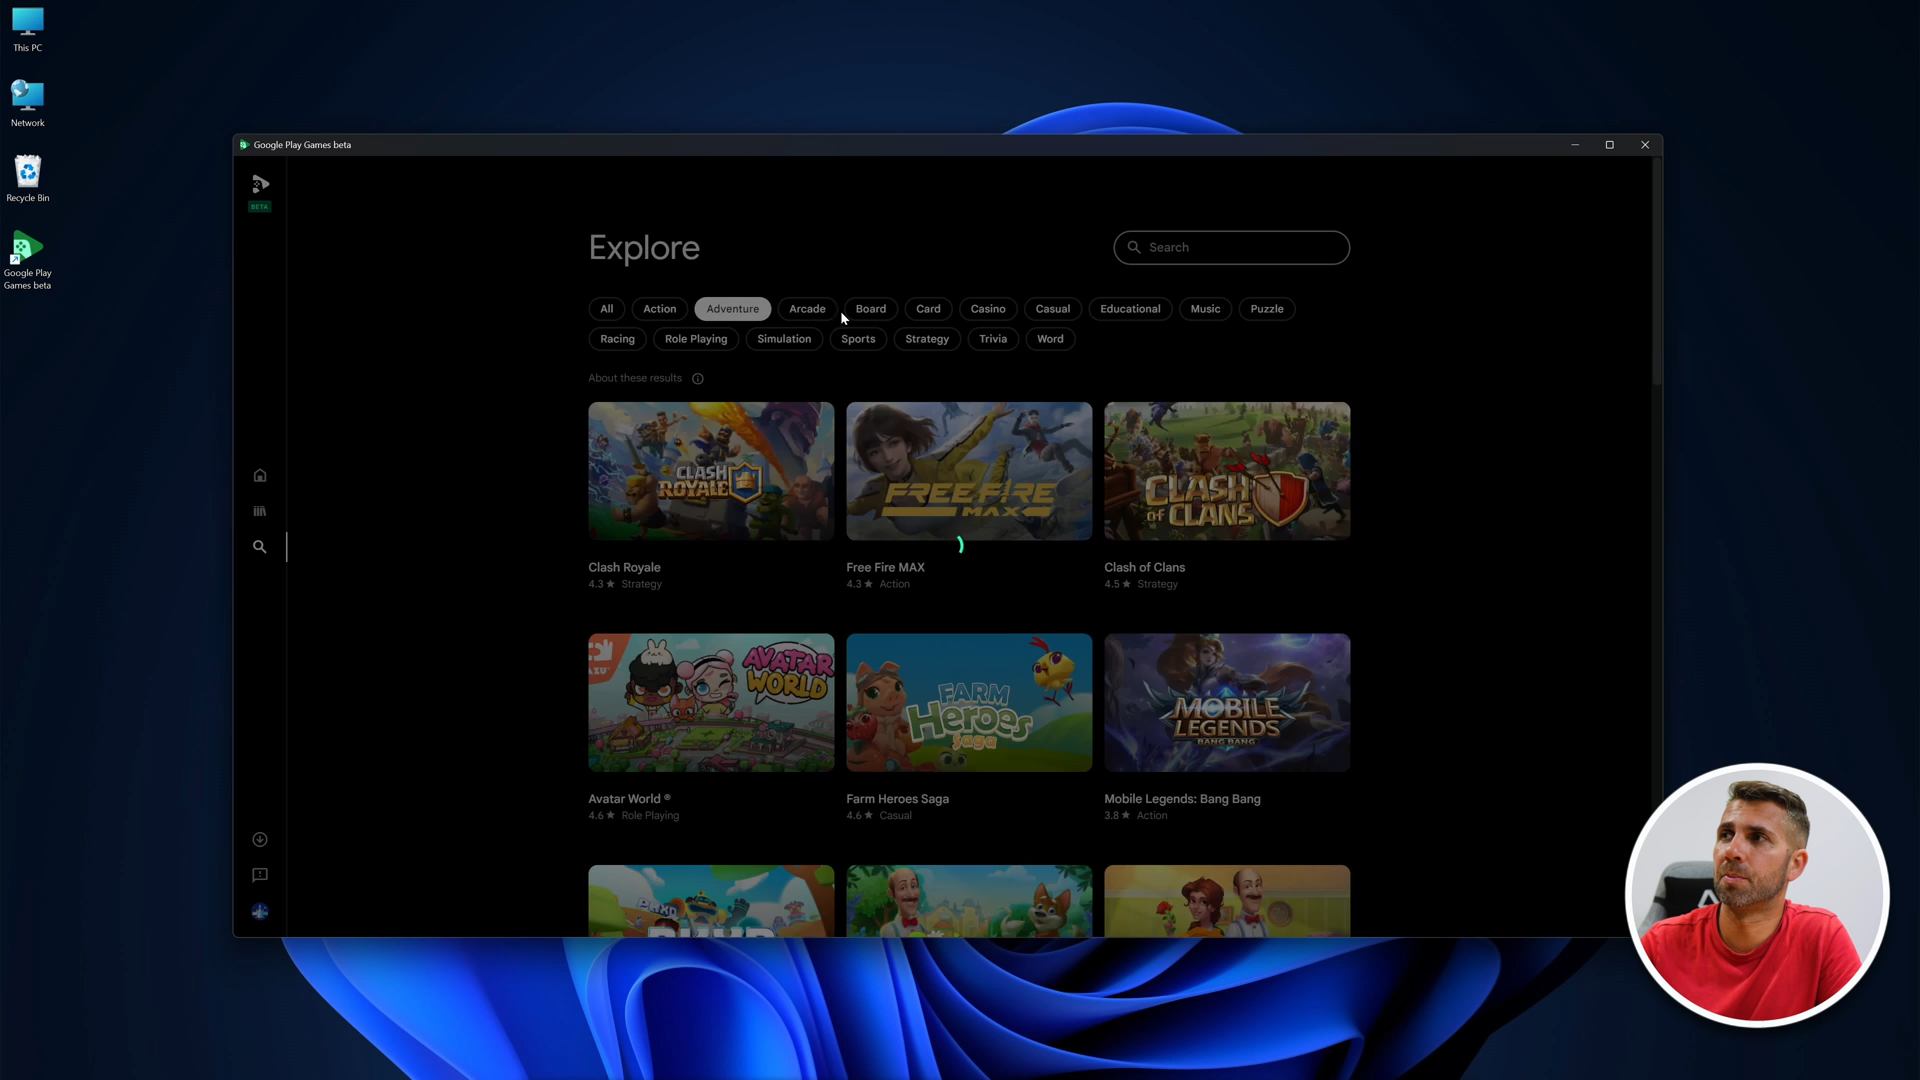 This PC
Network
Recycle Bin
Google Play
Games beta
Google Play Games beta
BETA
Explore
Search
All
Action
Adventure
Arcade
Board
Card
Casino
Casual
Educational
Music
Puzzle
Racing
Role Playing
Simulation
Sports
Strategy
Trivia
Word
About these results
CLASH
ROYALE
FREE FIRE
MAX
CLASH
OF CLANS
Clash Royale
4.3 ★ Strategy
Free Fire MAX
4.3 ★ Action
Clash of Clans
4.5 ★ Strategy
AVATAR
WORLD
FARM
Heroes
Saga
MOBILE
LEGENDS
BANG BANG
Avatar World ®
4.6 ★ Role Playing
Farm Heroes Saga
4.6 ★ Casual
Mobile Legends: Bang Bang
3.8 ★ Action